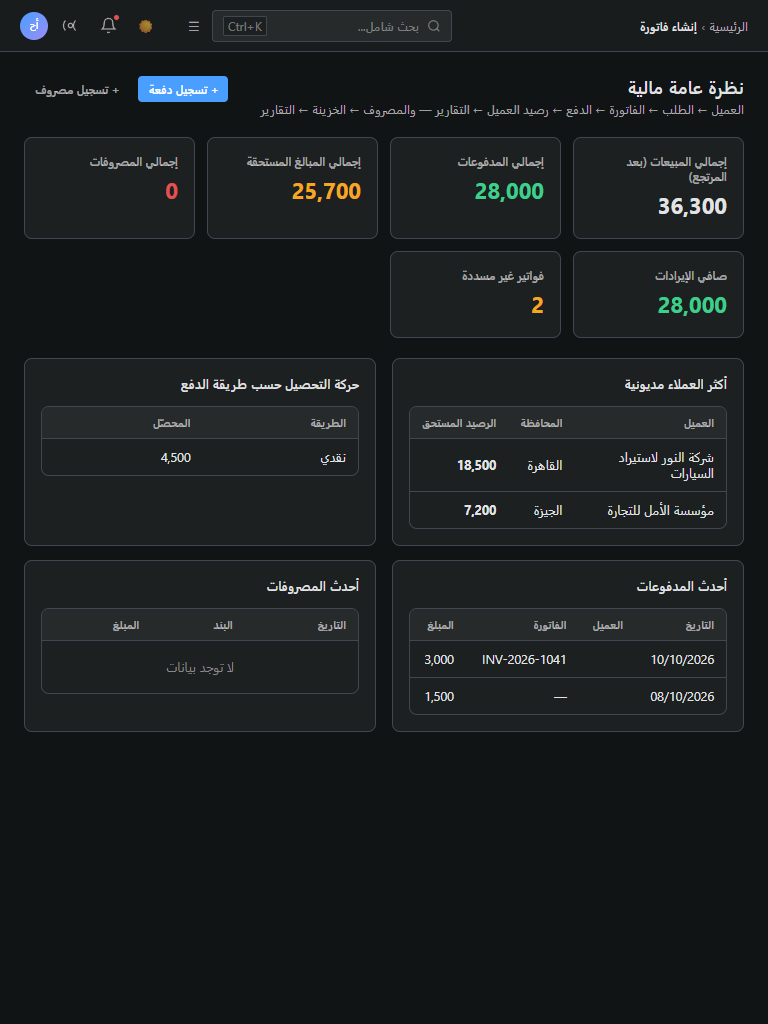 الرئيسية › إنشاء فاتورة
بحث شامل... Ctrl+K
أح
نظرة عامة مالية
العميل ← الطلب ← الفاتورة ← الدفع ← رصيد العميل ← التقارير — والمصروف ← الخزينة ← التقارير
+ تسجيل دفعة
+ تسجيل مصروف
إجمالي المبيعات (بعد
المرتجع)
36,300
إجمالي المدفوعات
28,000
إجمالي المبالغ المستحقة
25,700
إجمالي المصروفات
0
صافي الإيرادات
28,000
فواتير غير مسددة
2
أكثر العملاء مديونية
العميل المحافظة الرصيد المستحق
شركة النور لاستيراد
السيارات القاهرة 18,500
مؤسسة الأمل للتجارة الجيزة 7,200
حركة التحصيل حسب طريقة الدفع
الطريقة المحصّل
نقدي 4,500
أحدث المدفوعات
التاريخ العميل الفاتورة المبلغ
10/10/2026 INV-2026-1041 3,000
08/10/2026 — 1,500
أحدث المصروفات
التاريخ البند المبلغ
لا توجد بيانات